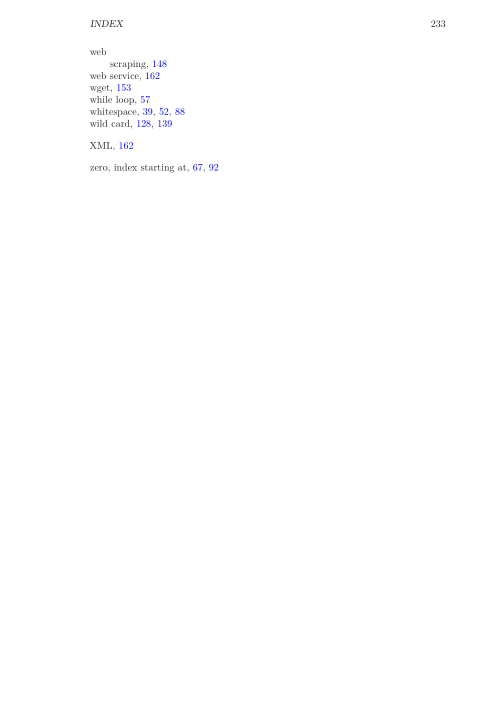 INDEX 233
web
scraping, 148
web service, 162
wget, 153
while loop, 57
whitespace, 39, 52, 88
wild card, 128, 139
XML, 162
zero, index starting at, 67, 92